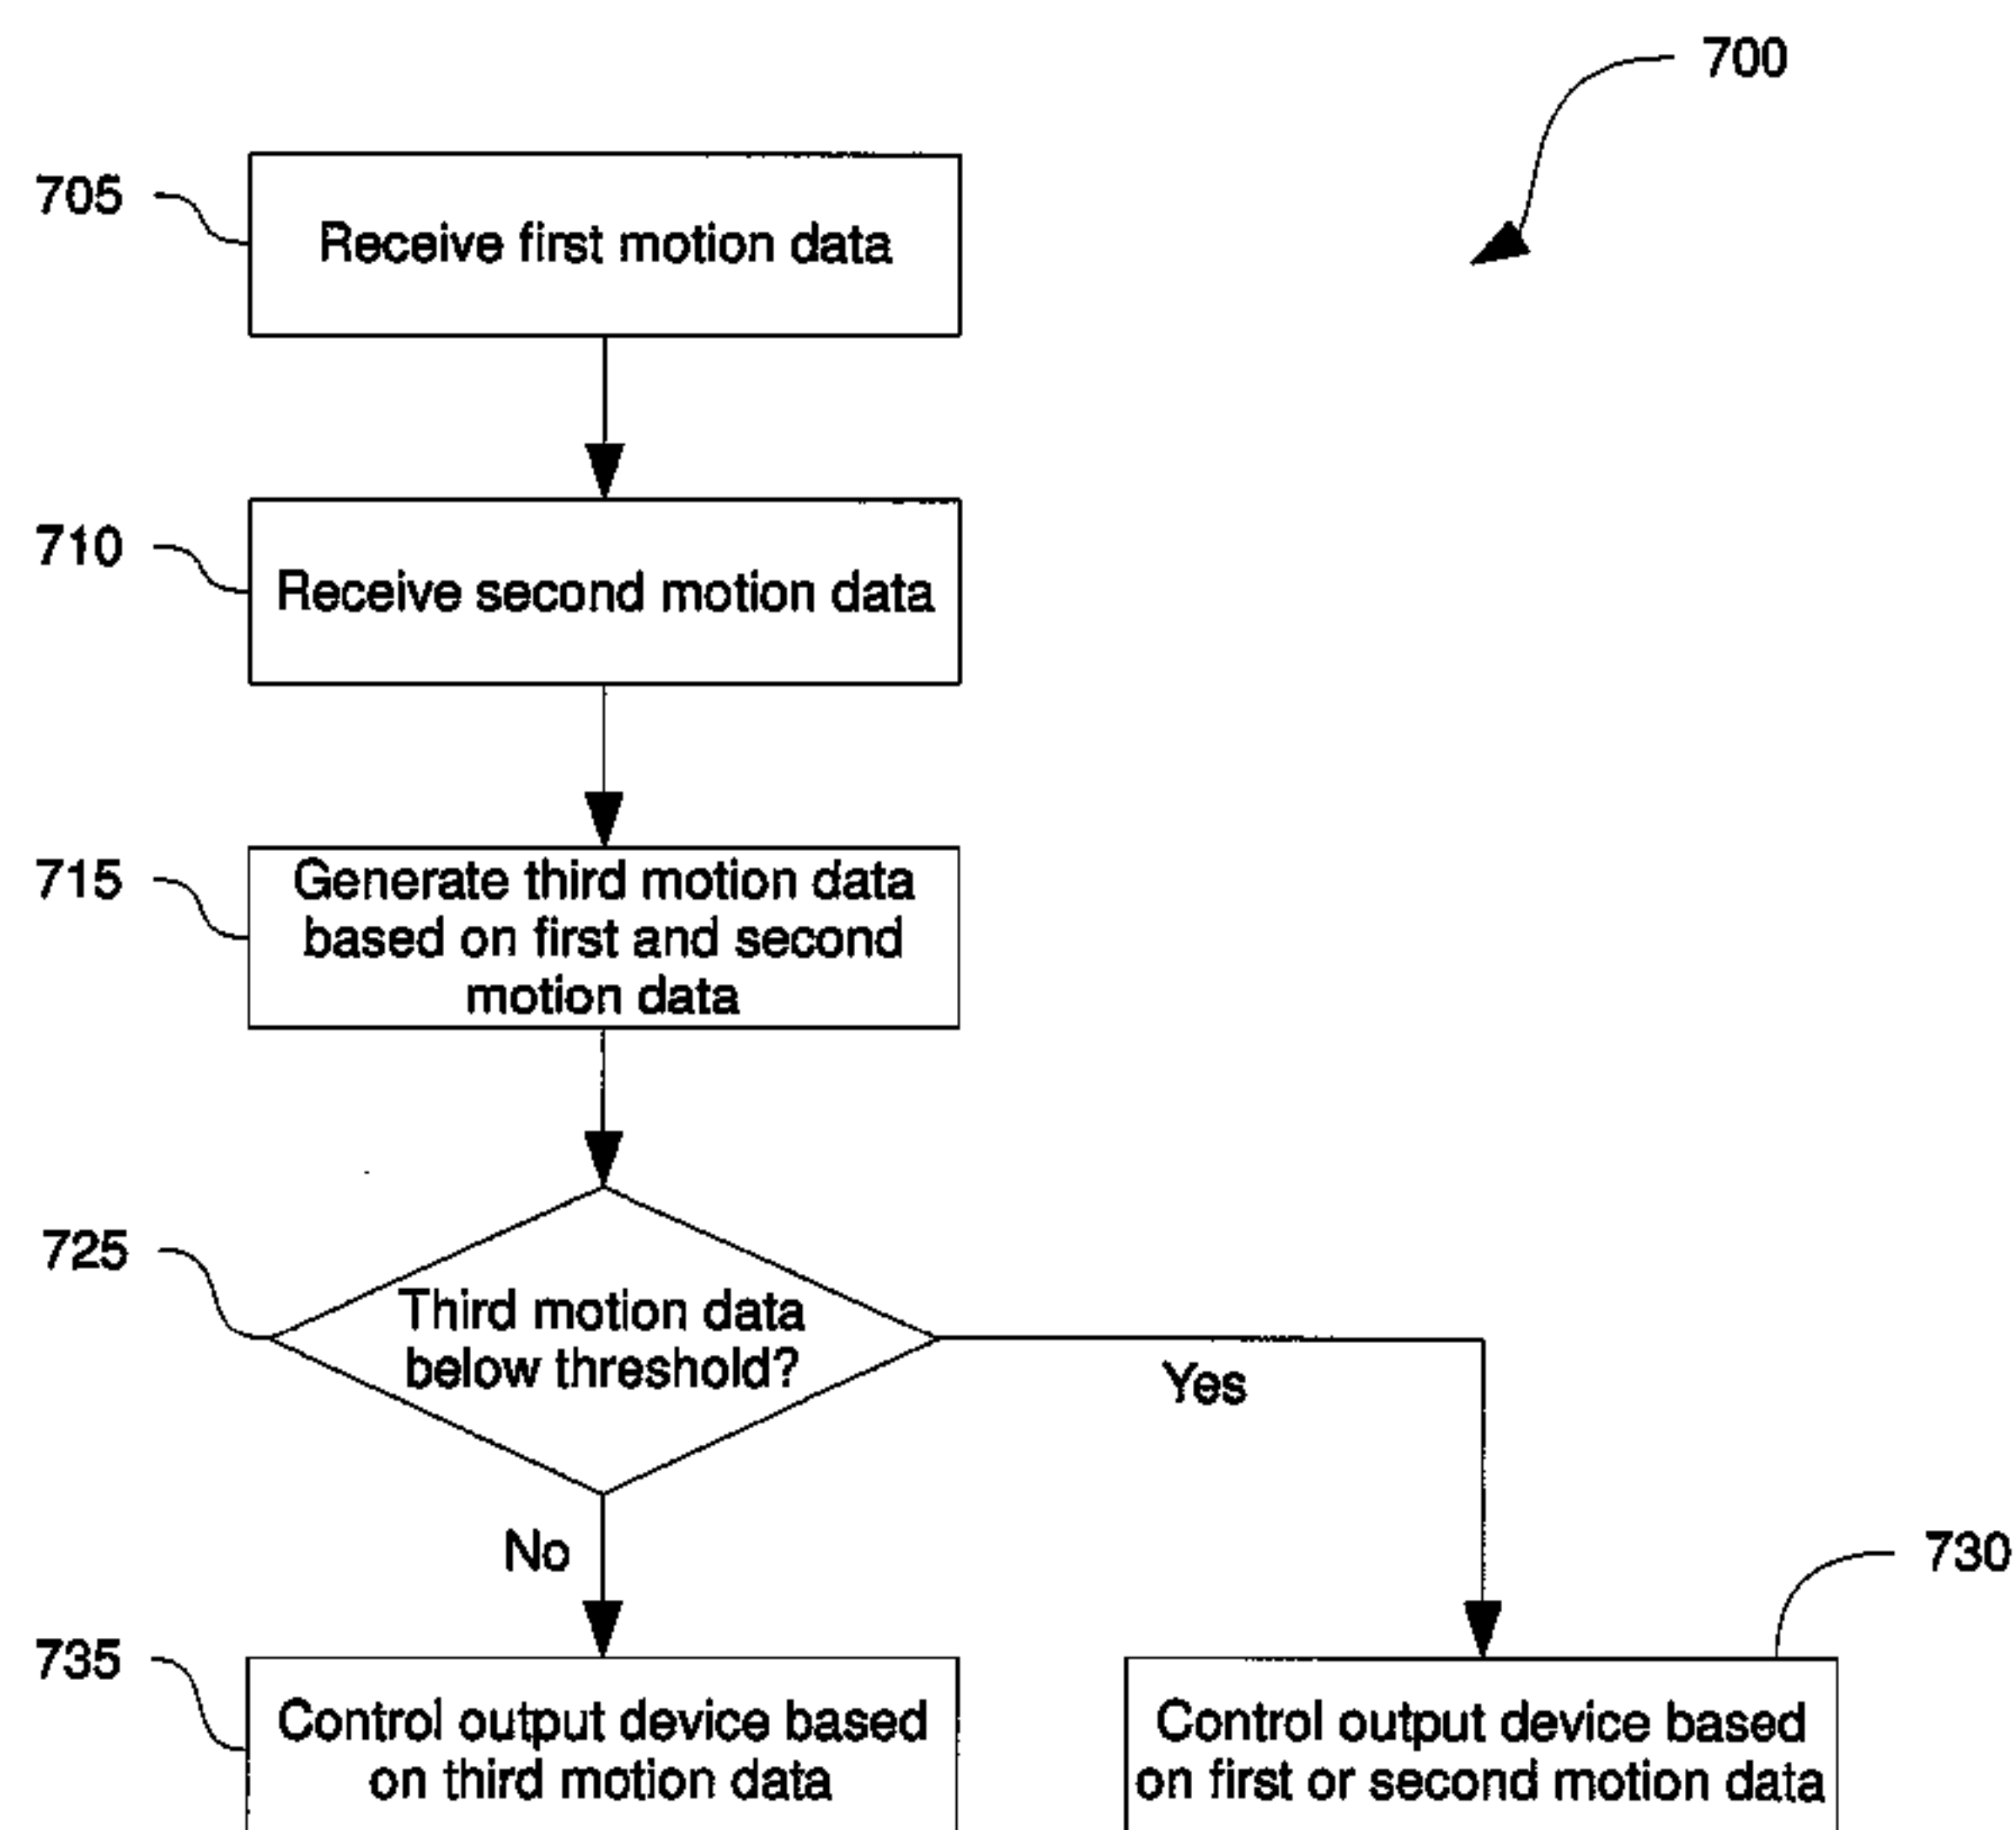 700
705
Receive first motion data
710
Receive second motion data
715
Generate third motion data
based on first and second
motion data
725
Third motion data
below threshold?
Yes
No
730
735
Control output device based
on third motion data
Control output device based
on first or second motion data